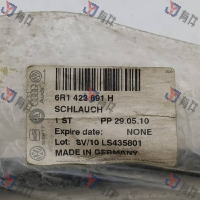 6R1 423 891 H
SCHLAUCH
1 ST PP 29.05.10
Expire date: NONE
Lot: SV/10 LS435801
MADE IN GERMANY